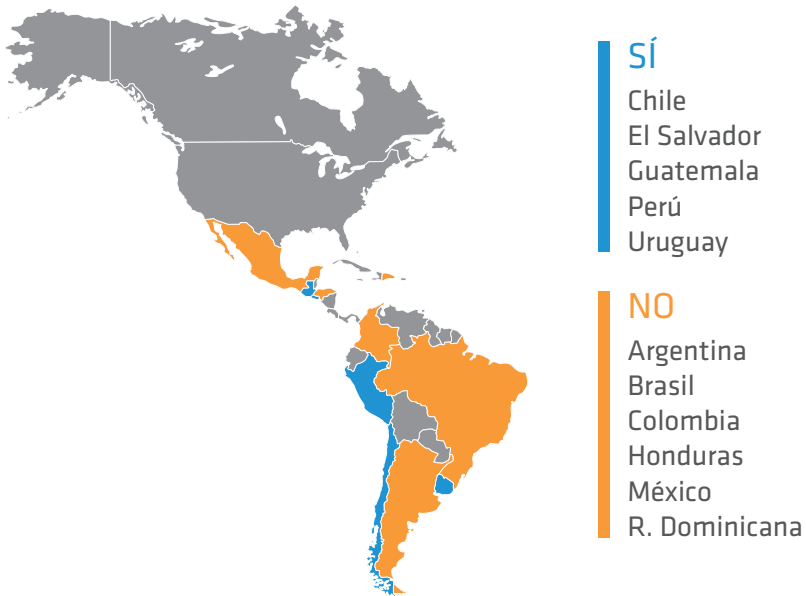 SÍ
Chile
El Salvador
Guatemala
Perú
Uruguay
NO
Argentina
Brasil
Colombia
Honduras
México
R. Dominicana